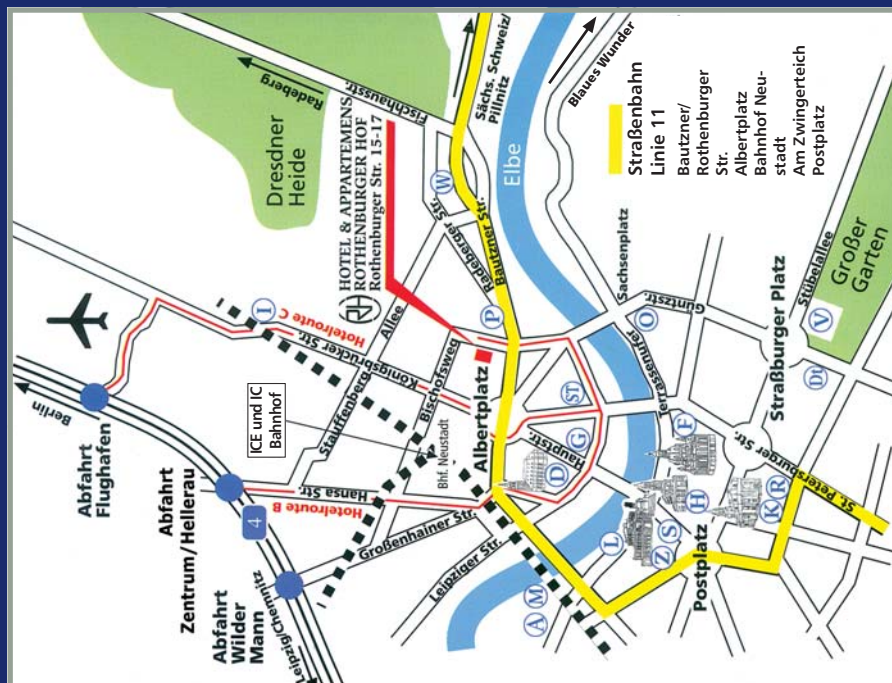 Berlin
Abfahrt
Flughafen
Abfahrt
Zentrum/Hellerau
4
Abfahrt
Wilder
Mann
Leipzig/Chemnitz
Dresdner
Heide
Radeberg
Fischhausstr.
HOTEL & APPARTEMENS
ROTHENBURGER HOF
Rothenburger Str. 15-17
RH
I
Hotelroute C
Königsbrücker Str.
Stauffenberg
Allee
Bischofsweg
ICE und IC
Bahnhof
Bhf. Neustadt
Hansa Str.
Hotelroute B
Großenhainer Str.
Leipziger Str.
Albertplatz
Hauptstr.
Radeberger Str.
Bautzner Str.
W
P
ST
G
D
Sächs. Schweiz/
Pillnitz
Elbe
Blaues Wunder
Straßenbahn
Linie 11
Bautzner/
Rothenburger
Str.
Albertplatz
Bahnhof Neu-
stadt
Am Zwingerteich
Postplatz
Sachsenplatz
Güntzstr.
Terrassenufer
O
F
L
Z
S
H
A
M
Postplatz
K
R
St. Petersburger Str.
Straßburger Platz
Stübelallee
Großer
Garten
V
Dt